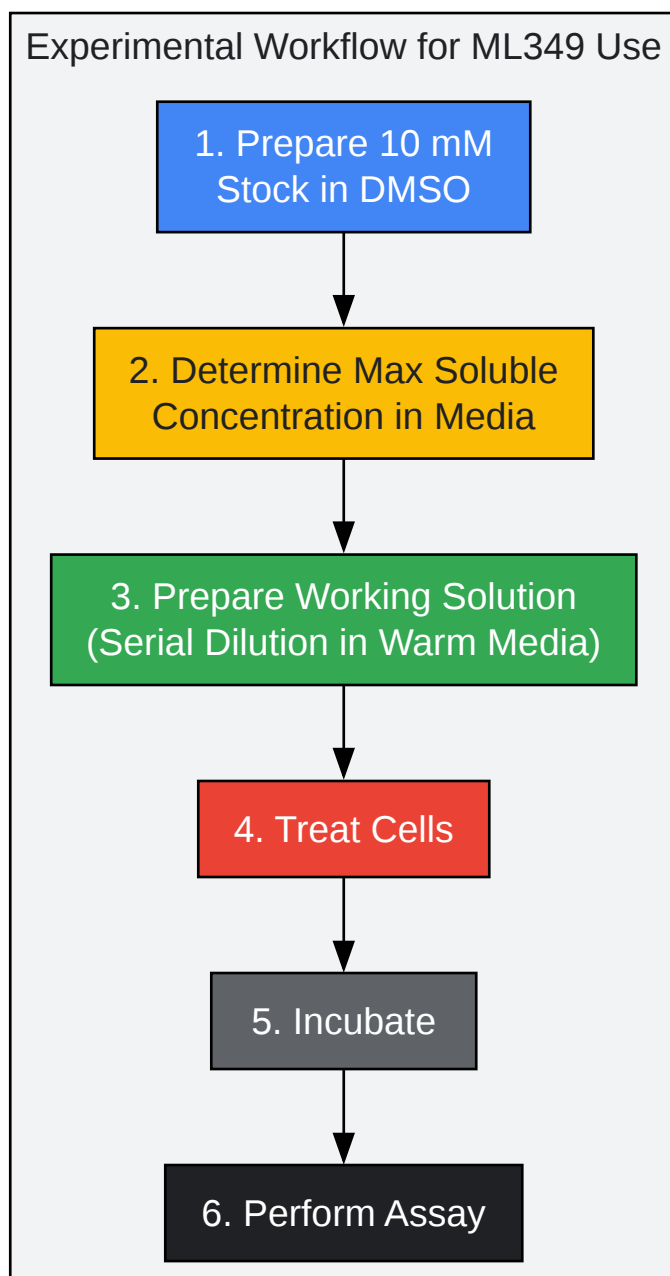 Experimental Workflow for ML349 Use
1. Prepare 10 mM
Stock in DMSO
2. Determine Max Soluble
Concentration in Media
3. Prepare Working Solution
(Serial Dilution in Warm Media)
4. Treat Cells
5. Incubate
6. Perform Assay